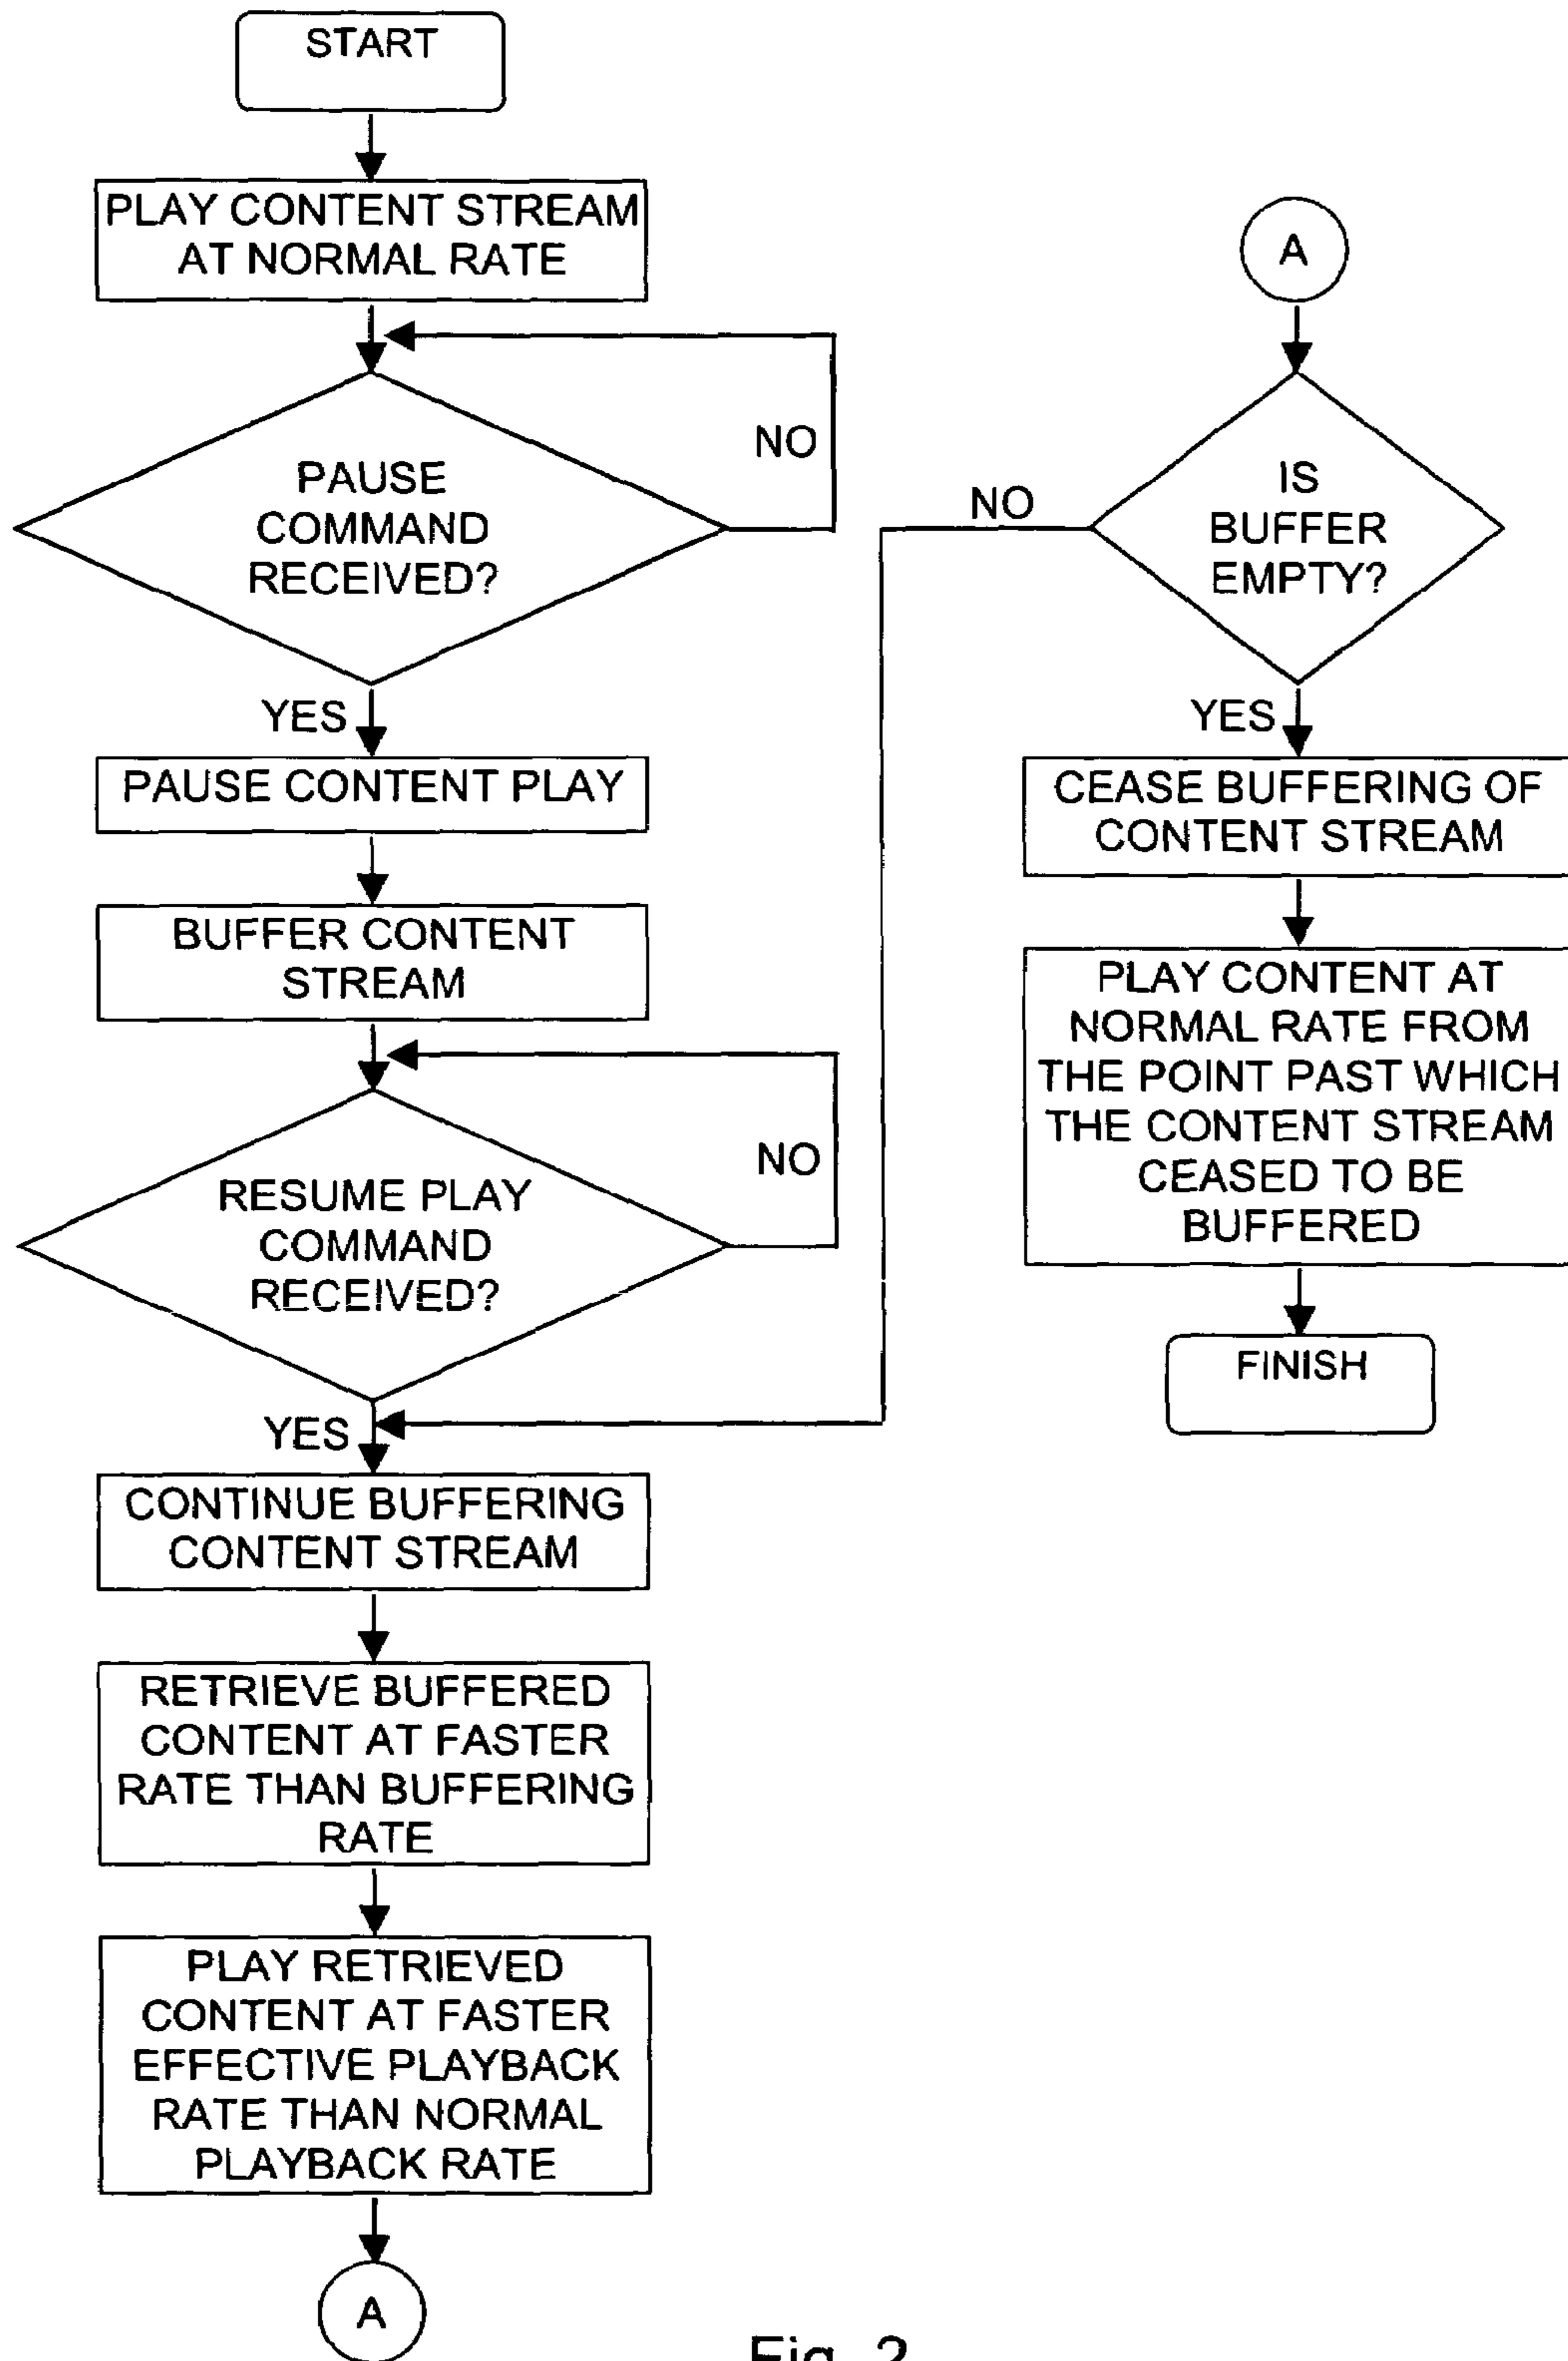 START
PLAY CONTENT STREAM
AT NORMAL RATE
PAUSE
COMMAND
RECEIVED?
NO
YES
PAUSE CONTENT PLAY
BUFFER CONTENT
STREAM
RESUME PLAY
COMMAND
RECEIVED?
NO
YES
CONTINUE BUFFERING
CONTENT STREAM
RETRIEVE BUFFERED
CONTENT AT FASTER
RATE THAN BUFFERING
RATE
PLAY RETRIEVED
CONTENT AT FASTER
EFFECTIVE PLAYBACK
RATE THAN NORMAL
PLAYBACK RATE
A
A
IS
BUFFER
EMPTY?
NO
YES
CEASE BUFFERING OF
CONTENT STREAM
PLAY CONTENT AT
NORMAL RATE FROM
THE POINT PAST WHICH
THE CONTENT STREAM
CEASED TO BE
BUFFERED
FINISH
Fig. 2